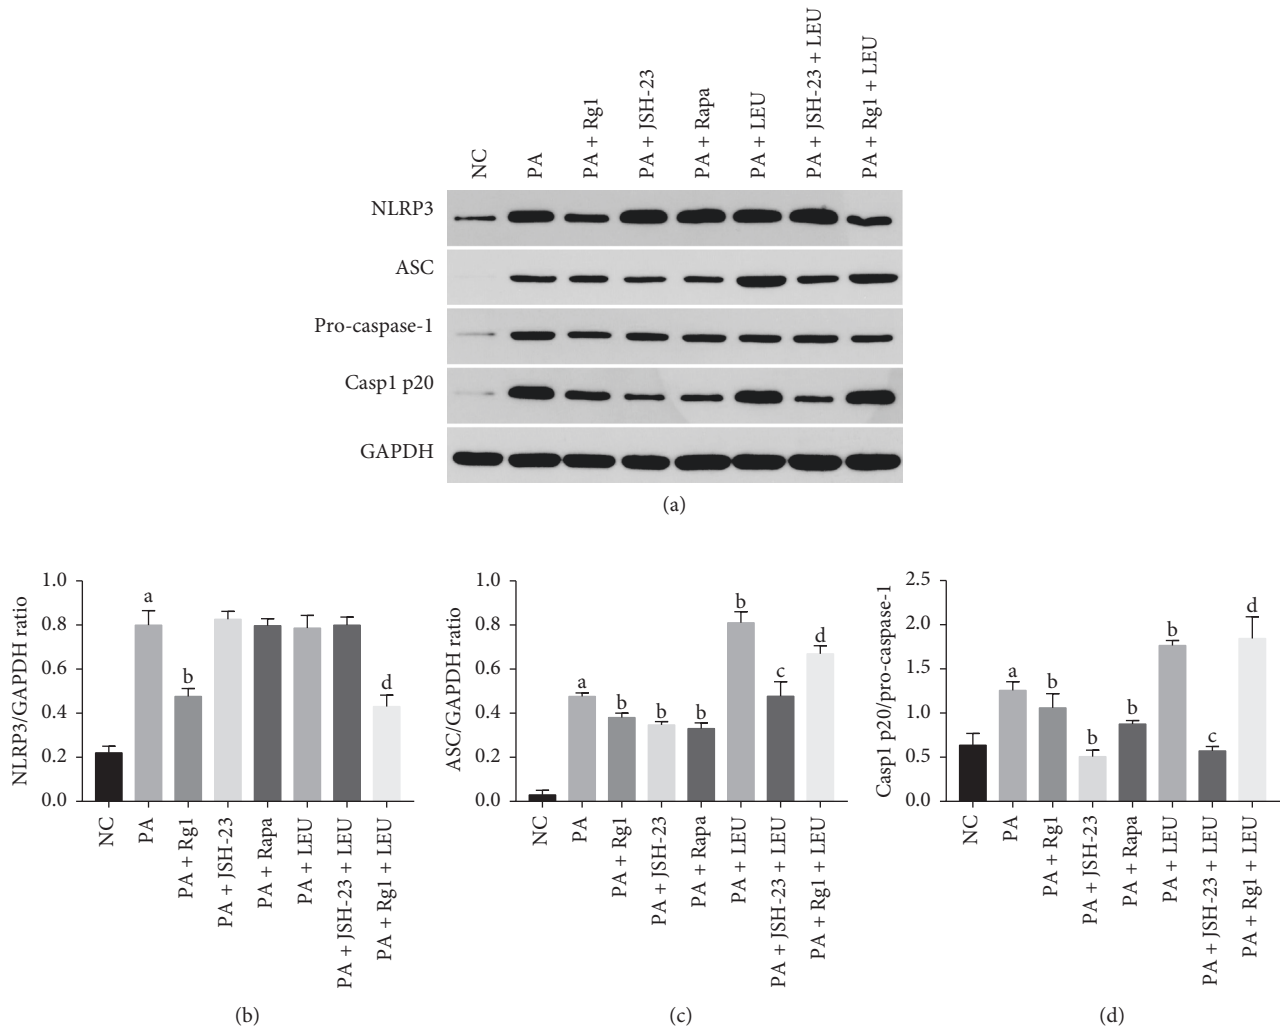 NC
PA
PA + Rg1
PA + JSH-23
PA + Rapa
PA + LEU
PA + JSH-23 + LEU
PA + Rg1 + LEU
NLRP3
ASC
Pro-caspase-1
Casp1 p20
GAPDH
(a)
NLRP3/GAPDH ratio
1.0
0.8
0.6
0.4
0.2
0.0
a
b
d
NC
PA
PA + Rg1
PA + JSH-23
PA + Rapa
PA + LEU
PA + JSH-23 + LEU
PA + Rg1 + LEU
(b)
ASC/GAPDH ratio
1.0
0.8
0.6
0.4
0.2
0.0
a
b
b
b
b
c
d
NC
PA
PA + Rg1
PA + JSH-23
PA + Rapa
PA + LEU
PA + JSH-23 + LEU
PA + Rg1 + LEU
(c)
Casp1 p20/pro-caspase-1
2.5
2.0
1.5
1.0
0.5
0.0
a
b
b
b
b
c
d
NC
PA
PA + Rg1
PA + JSH-23
PA + Rapa
PA + LEU
PA + JSH-23 + LEU
PA + Rg1 + LEU
(d)